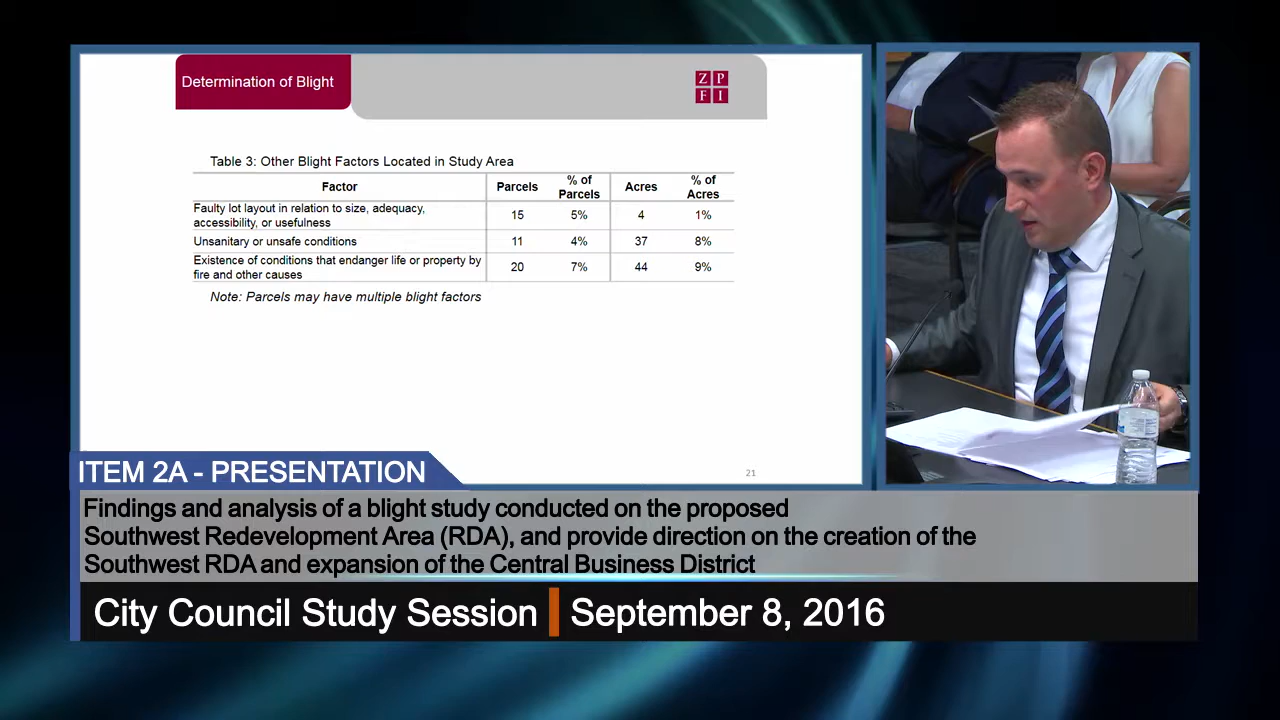 Determination of Blight
Z P
F I
Table 3: Other Blight Factors Located in Study Area
Factor Parcels % of Parcels Acres % of Acres
Faulty lot layout in relation to size, adequacy,
accessibility, or usefulness 15 5% 4 1%
Unsanitary or unsafe conditions 11 4% 37 8%
Existence of conditions that endanger life or property by
fire and other causes 20 7% 44 9%
Note: Parcels may have multiple blight factors
21
ITEM 2A - PRESENTATION
Findings and analysis of a blight study conducted on the proposed
Southwest Redevelopment Area (RDA), and provide direction on the creation of the
Southwest RDA and expansion of the Central Business District
City Council Study Session September 8, 2016